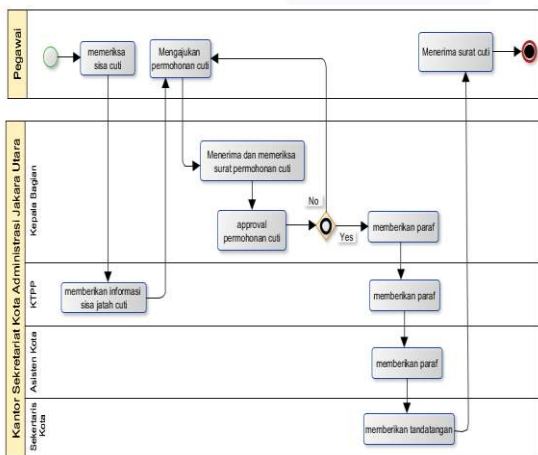 Pegawai
memeriksa
sisa cuti
Mengajukan
permohonan cuti
Menerima surat cuti
Kantor Sekretariat Kota Administrasi Jakara Utara
Kepala Bagian
Menerima dan memeriksa
surat permohonan cuti
approval
permohonan cuti
No
Yes
memberikan paraf
KTPP
memberikan informasi
sisa jatah cuti
memberikan paraf
Asisten Kota
memberikan paraf
Sekertaris
Kota
memberikan tandatangan